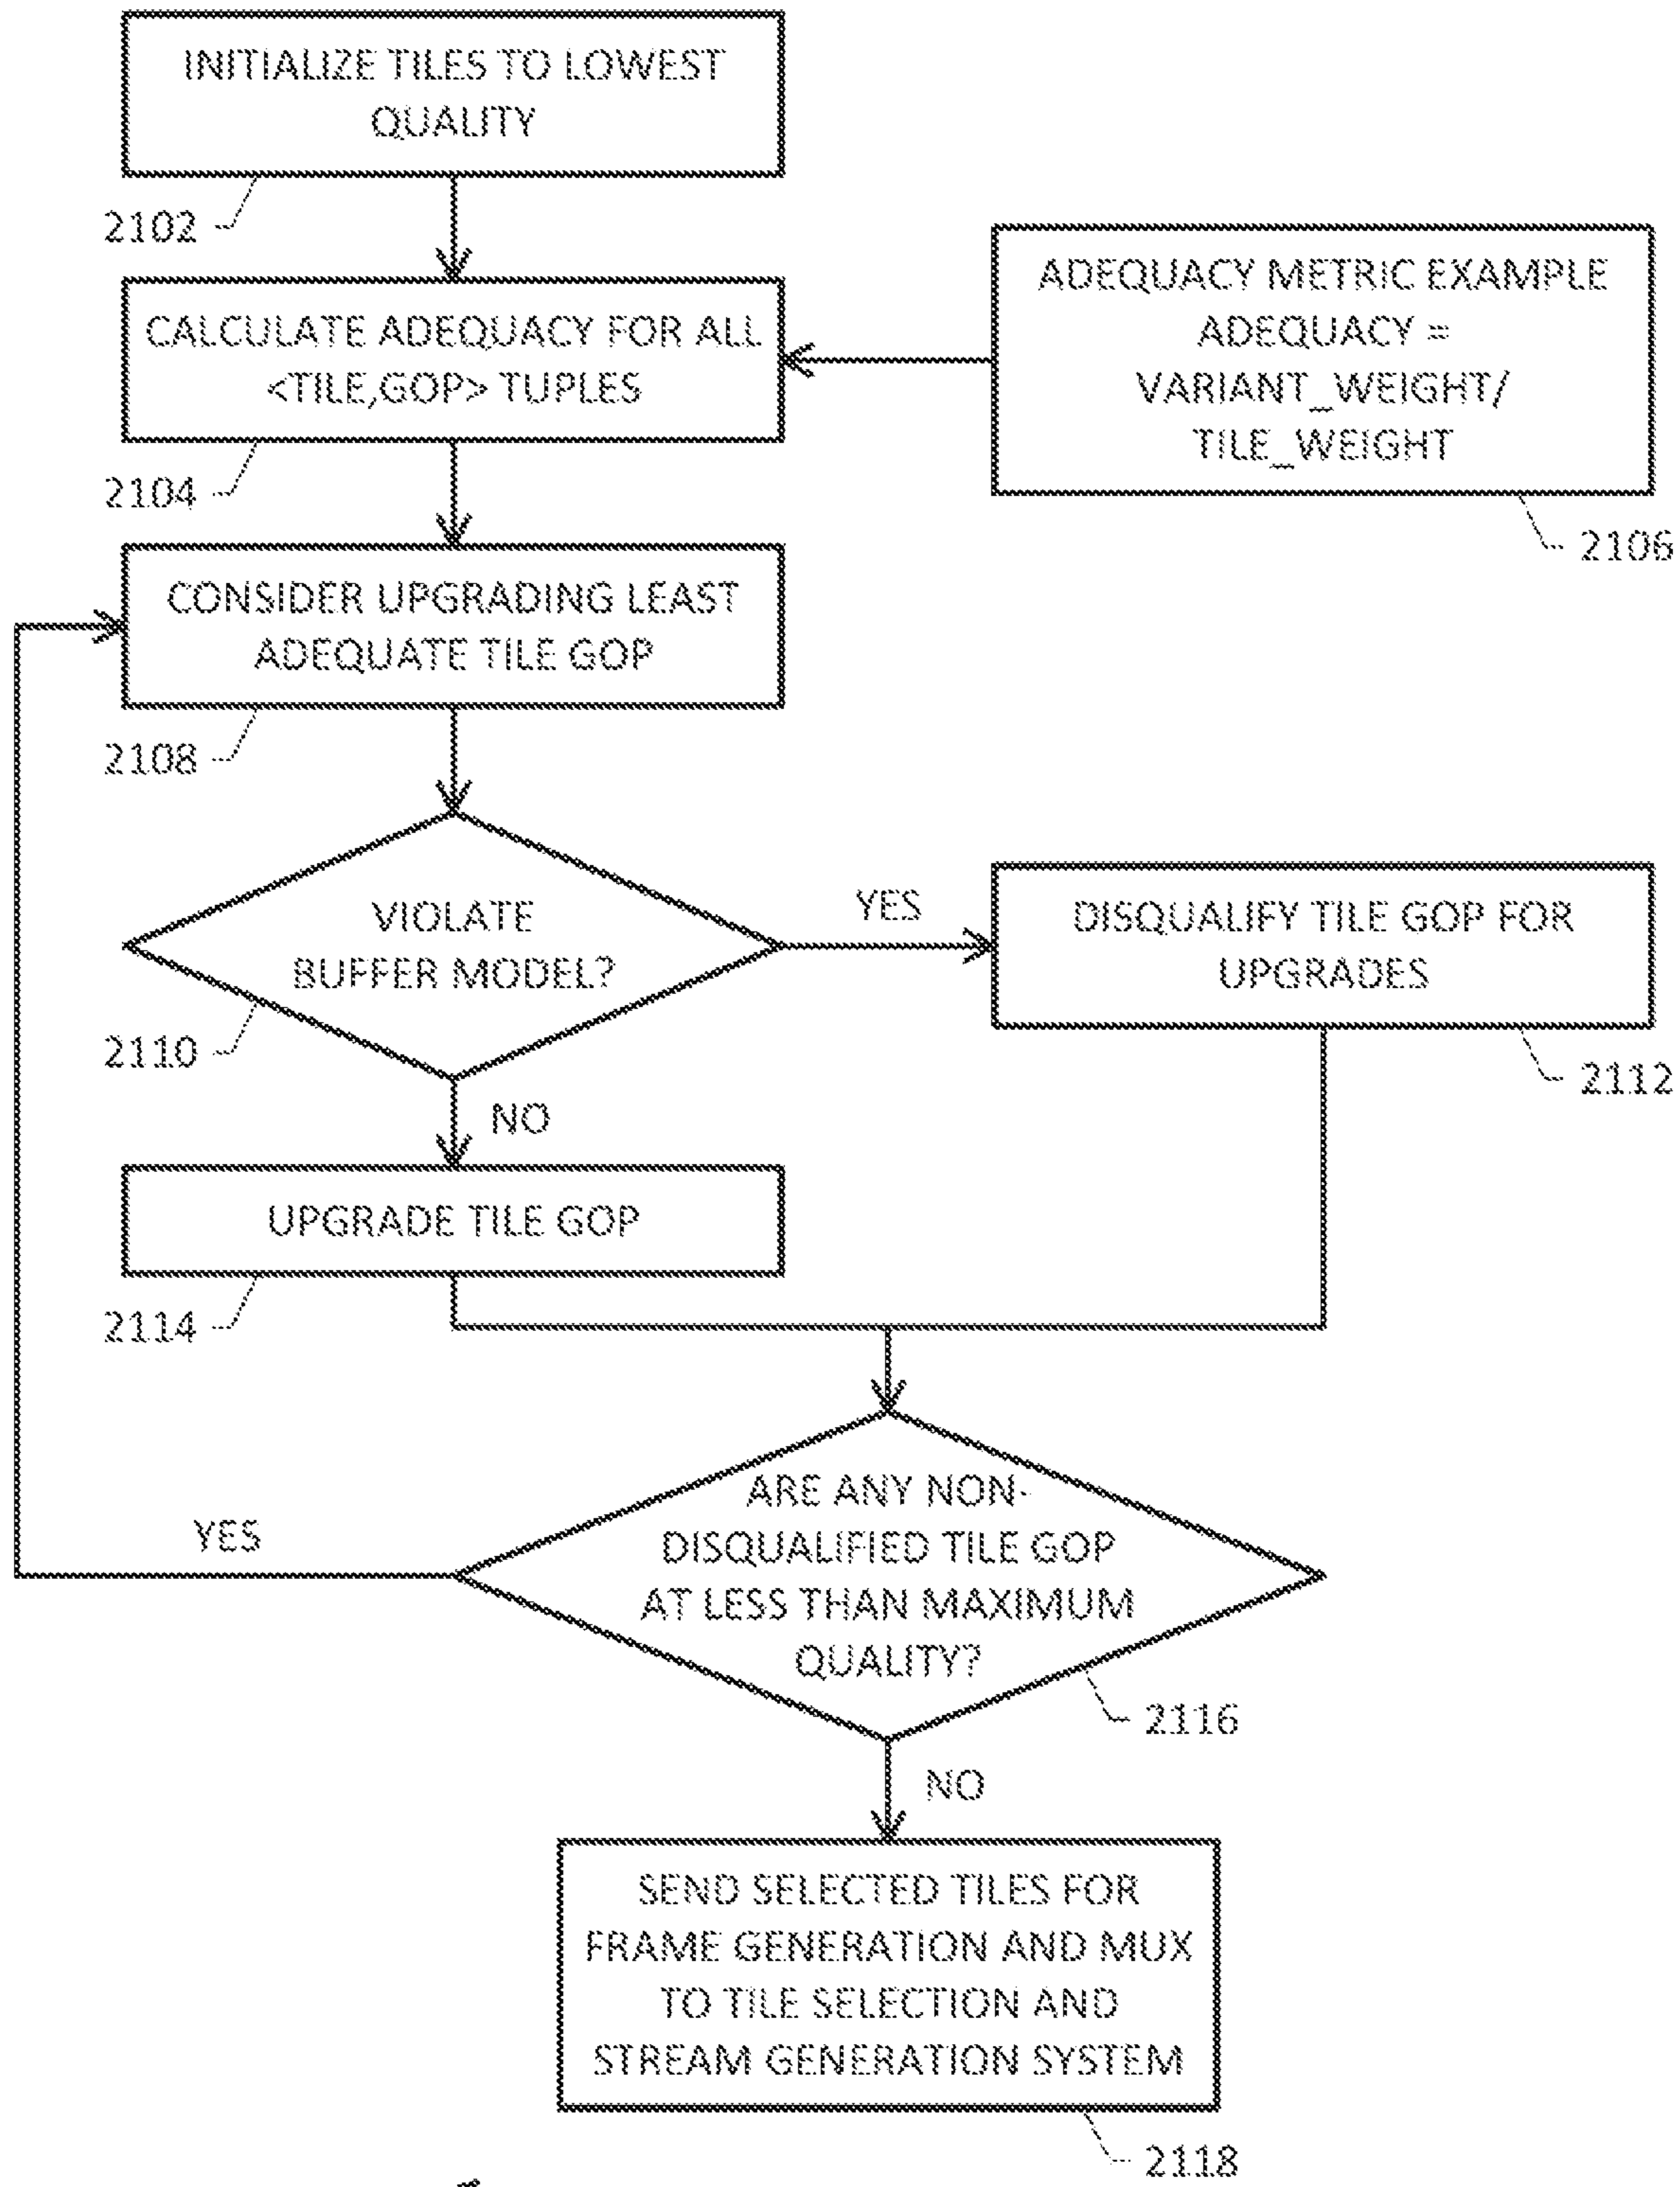 INITIALIZE TILES TO LOWEST
QUALITY
2102
CALCULATE ADEQUACY FOR ALL
<TILE,GOP> TUPLES
2104
ADEQUACY METRIC EXAMPLE
ADEQUACY =
VARIANT_WEIGHT/
TILE_WEIGHT
2106
CONSIDER UPGRADING LEAST
ADEQUATE TILE GOP
2108
VIOLATE
BUFFER MODEL?
2110
YES
DISQUALIFY TILE GOP FOR
UPGRADES
2112
NO
UPGRADE TILE GOP
2114
ARE ANY NON-
DISQUALIFIED TILE GOP
AT LESS THAN MAXIMUM
QUALITY?
2116
YES
NO
SEND SELECTED TILES FOR
FRAME GENERATION AND MUX
TO TILE SELECTION AND
STREAM GENERATION SYSTEM
2118